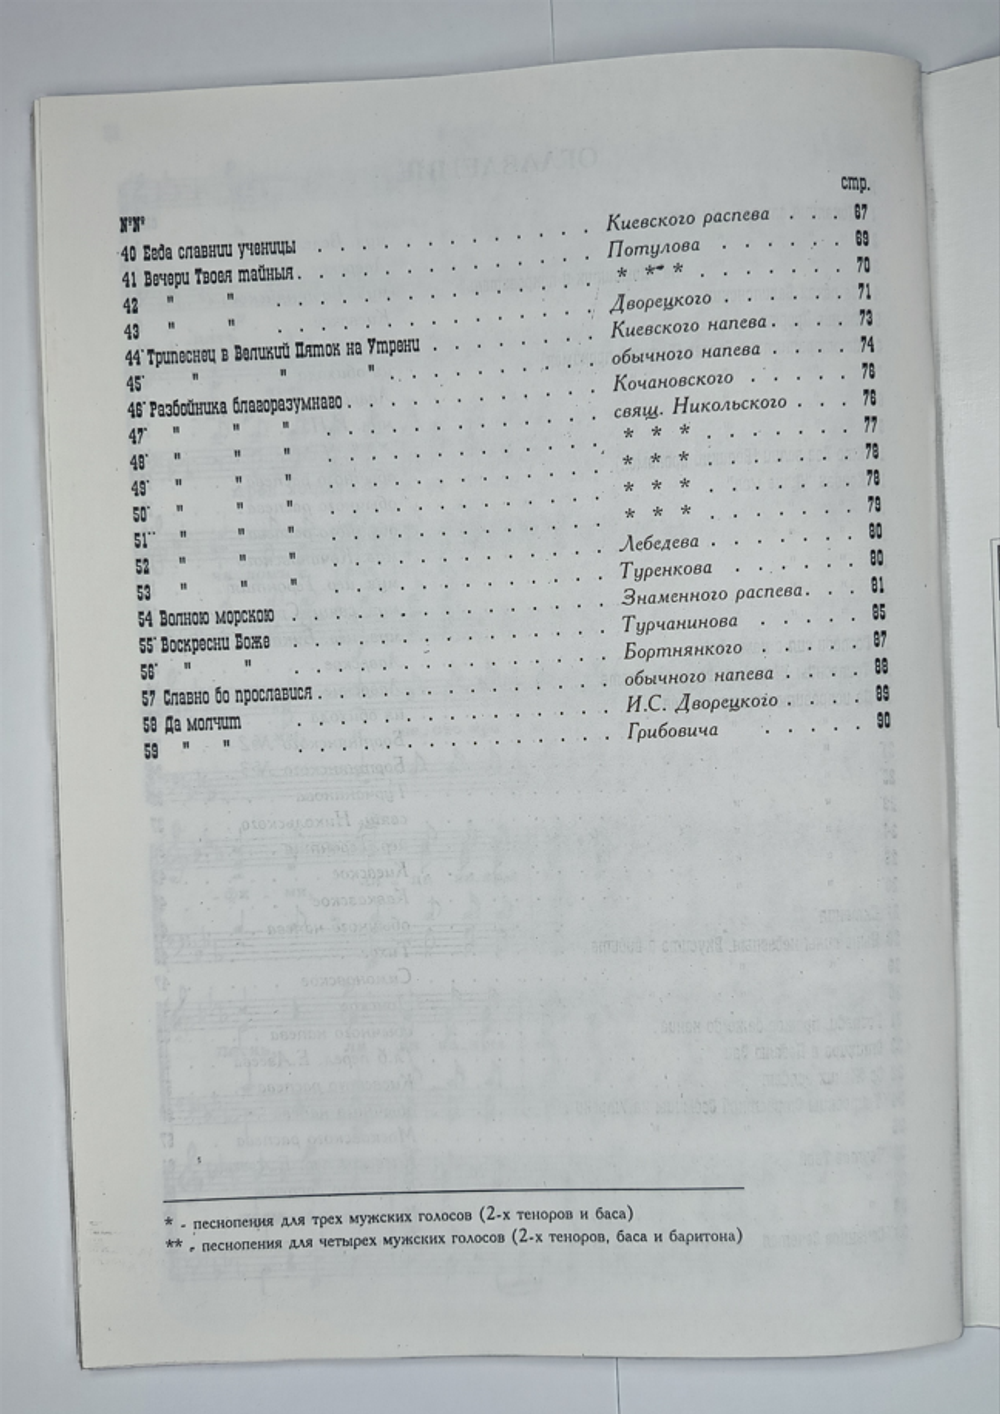 стр.
№№
40 Егда славнии ученицы . . . . . . . . . . . Киевского распева . . . 67
41 Вечери Твоея тайныя . . . . . . . . . . . . Потулова . . . . . . 69
42 " " . . . . . . . . . . . . * * * . . . . . . . 70
43 " " . . . . . . . . . . . . . Дворецкого . . . . . . 71
44* Трипеснец в Великий Пяток на Утрени . . . . . . . Киевского напева . . . . 73
45* " " " . . . . . . . . . обычного напева . . . . 74
46* Разбойника благоразумнаго . . . . . . . . . . Кочановского . . . . . 76
47* " " " . . . . . . . . . . . свящ. Никольского . . . 76
48* " " " . . . . . . . . . . . * * * . . . . . . . 77
49* " " " . . . . . . . . . . . * * * . . . . . . . 78
50* " " " . . . . . . . . . . . * * * . . . . . . . 78
51** " " " . . . . . . . . . . . * * * . . . . . . . 79
52 " " " . . . . . . . . . . . Лебедева . . . . . . . 80
53 " " " . . . . . . . . . . . Туренкова . . . . . . 80
54 Волною морскою . . . . . . . . . . . . . Знаменного распева . . . 81
55* Воскресни Боже . . . . . . . . . . . . . Турчанинова . . . . . 85
56* " " . . . . . . . . . . . . . Бортнянкого . . . . . 87
57 Славно бо прославися . . . . . . . . . . . . обычного напева . . . . 88
58 Да молчит . . . . . . . . . . . . . И.С. Дворецкого . . . . 89
59 " " . . . . . . . . . . . . . Грибовича . . . . . 90
* - песнопения для трех мужских голосов (2-х теноров и баса)
** - песнопения для четырех мужских голосов (2-х теноров, баса и баритона)